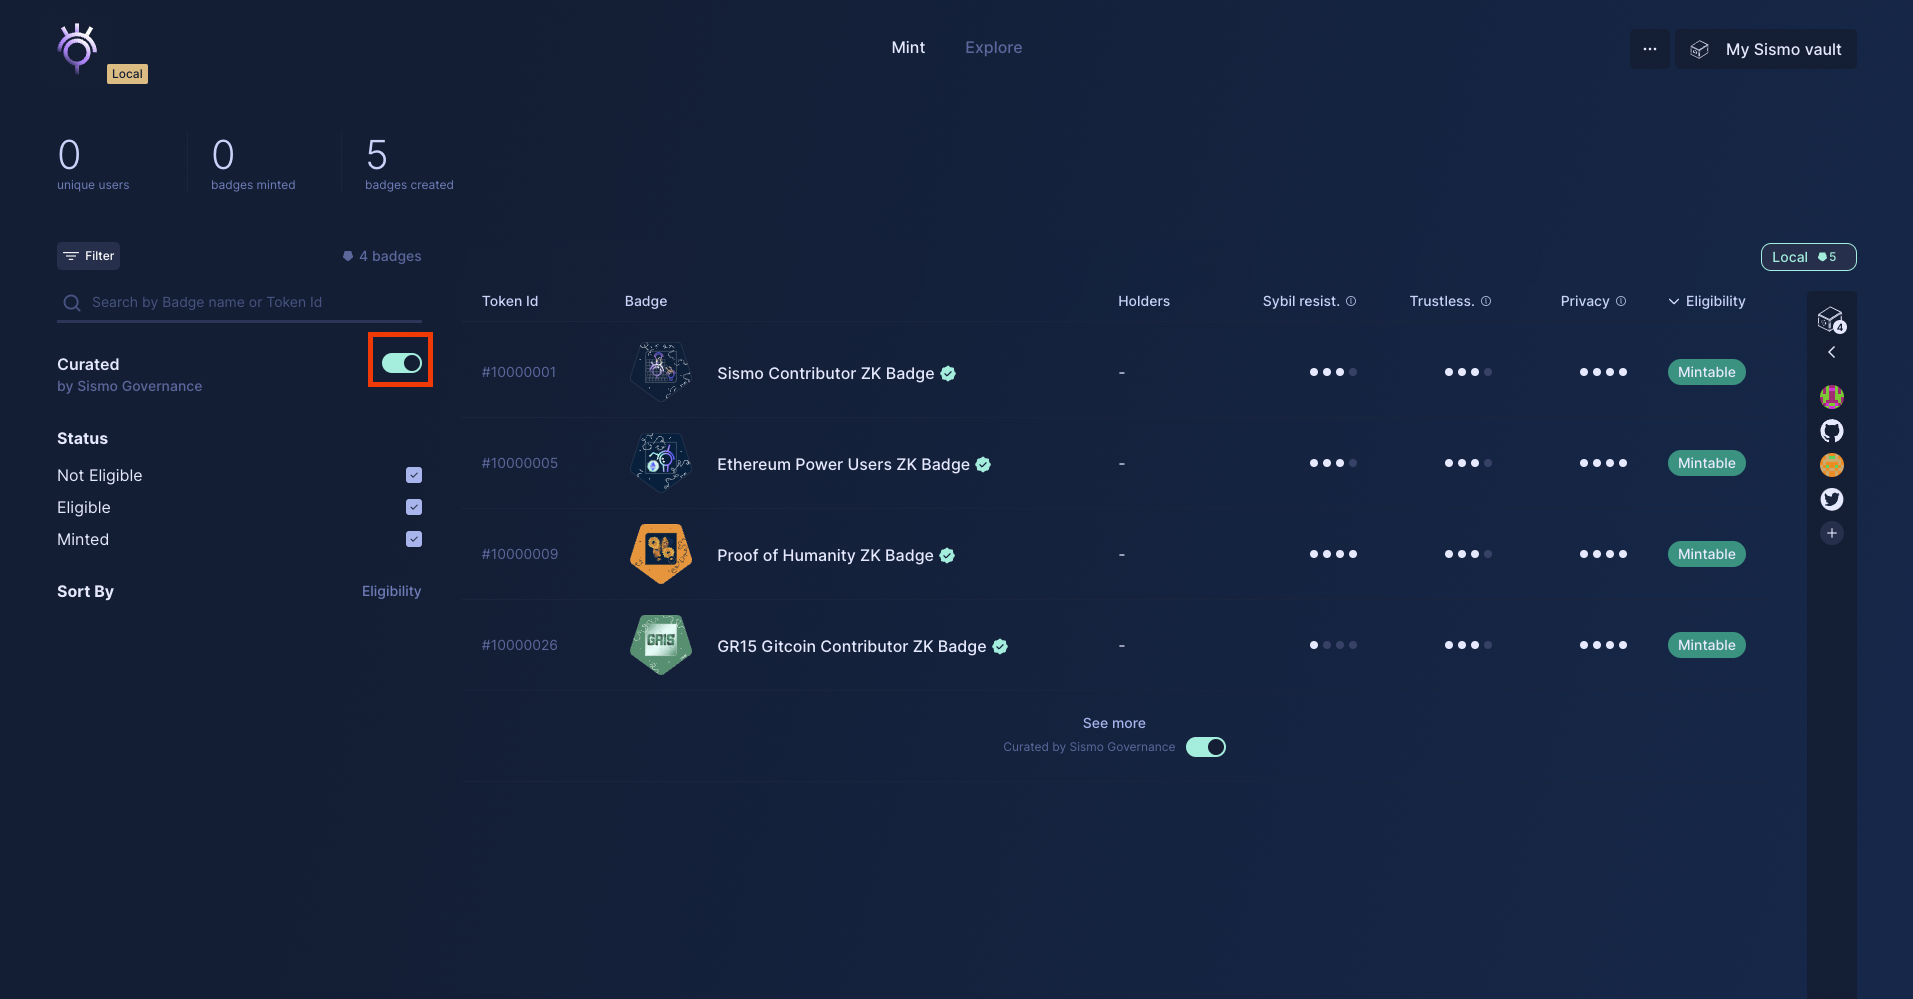 Local
Mint
Explore
...
My Sismo vault
0
unique users
0
badges minted
5
badges created
Filter
4 badges
Local 5
Search by Badge name or Token Id
Curated
by Sismo Governance
Status
Not Eligible
Eligible
Minted
Sort By Eligibility
Token Id Badge Holders Sybil resist. Trustless. Privacy Eligibility
#10000001 Sismo Contributor ZK Badge - Mintable
#10000005 Ethereum Power Users ZK Badge - Mintable
#10000009 Proof of Humanity ZK Badge - Mintable
#10000026 GR15 GR15 Gitcoin Contributor ZK Badge - Mintable
See more
Curated by Sismo Governance
4